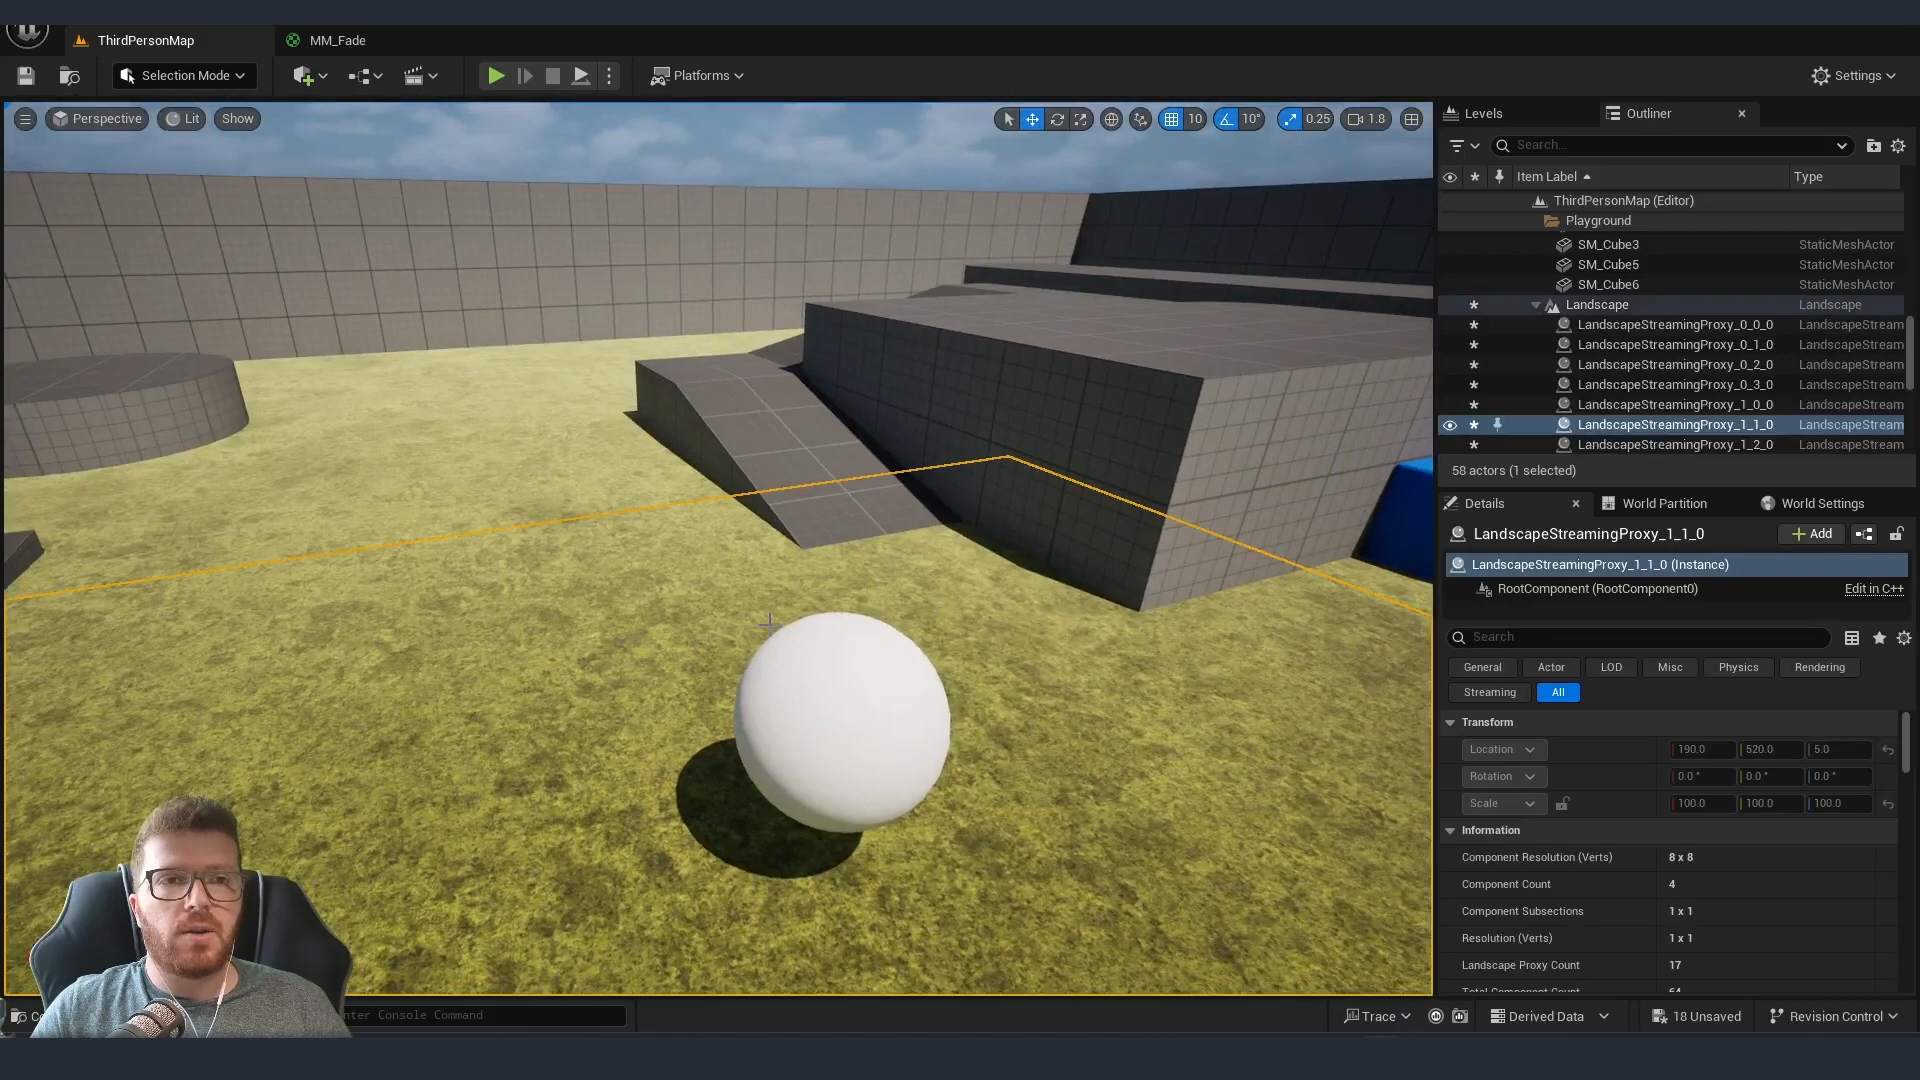 ThirdPersonMap
MM_Fade
Selection Mode
Platforms
Settings
Perspective
Lit
Show
10
10°
0.25
1.8
Levels
Outliner
Search...
Item Label
Type
ThirdPersonMap (Editor)
Playground
SM_Cube3 StaticMeshActor
SM_Cube5 StaticMeshActor
SM_Cube6 StaticMeshActor
Landscape Landscape
LandscapeStreamingProxy_0_0_0 LandscapeStream
LandscapeStreamingProxy_0_1_0 LandscapeStream
LandscapeStreamingProxy_0_2_0 LandscapeStream
LandscapeStreamingProxy_0_3_0 LandscapeStream
LandscapeStreamingProxy_1_0_0 LandscapeStream
LandscapeStreamingProxy_1_1_0 LandscapeStream
LandscapeStreamingProxy_1_2_0 LandscapeStream
58 actors (1 selected)
Details
World Partition
World Settings
LandscapeStreamingProxy_1_1_0
Add
LandscapeStreamingProxy_1_1_0 (Instance)
RootComponent (RootComponent0)
Edit in C++
Search
General
Actor
LOD
Misc
Physics
Rendering
Streaming
All
Transform
Location 190.0 520.0 5.0
Rotation 0.0 ° 0.0 ° 0.0 °
Scale 100.0 100.0 100.0
Information
Component Resolution (Verts) 8 x 8
Component Count 4
Component Subsections 1 x 1
Resolution (Verts) 1 x 1
Landscape Proxy Count 17
Total Component Count 64
nter Console Command
Trace
Derived Data
18 Unsaved
Revision Control